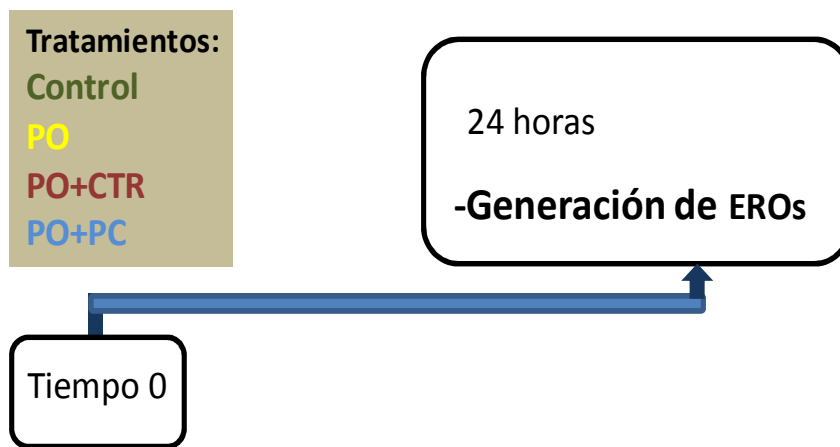 Tratamientos:
Control
PO
PO+CTR
PO+PC
24 horas
-Generación de EROs
Tiempo 0